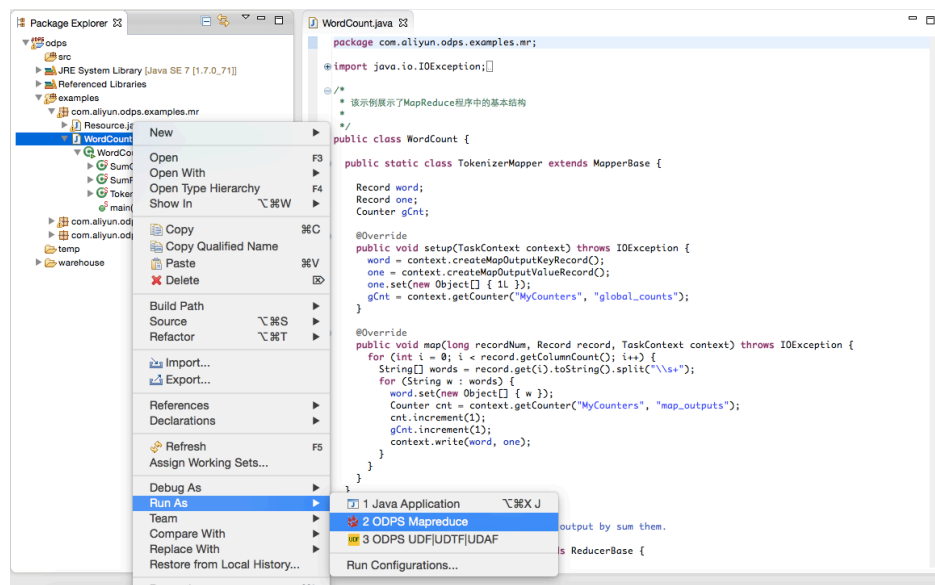 Package Explorer
odps
src
JRE System Library [Java SE 7 [1.7.0_71]]
Referenced Libraries
examples
com.aliyun.odps.examples.mr
Resource.ja
WordCount
WordCou
Sum
SumR
Token
main(
com.aliyun.odp
com.aliyun.od
temp
warehouse
New
Open F3
Open With
Open Type Hierarchy F4
Show In ⌥⌘W
Copy ⌘C
Copy Qualified Name
Paste ⌘V
Delete ⌦
Build Path
Source ⌥⌘S
Refactor ⌥⌘T
Import...
Export...
References
Declarations
Refresh F5
Assign Working Sets...
Debug As
Run As
Team
Compare With
Replace With
Restore from Local History...
1 Java Application ⌥⌘X J
2 ODPS Mapreduce
UDF 3 ODPS UDF|UDTF|UDAF
Run Configurations...
WordCount.java
package com.aliyun.odps.examples.mr;
import java.io.IOException;
/*
* 该示例展示了MapReduce程序中的基本结构
*
*/
public class WordCount {
public static class TokenizerMapper extends MapperBase {
Record word;
Record one;
Counter gCnt;
@Override
public void setup(TaskContext context) throws IOException {
word = context.createMapOutputKeyRecord();
one = context.createMapOutputValueRecord();
one.set(new Object[] { 1L });
gCnt = context.getCounter("MyCounters", "global_counts");
}
@Override
public void map(long recordNum, Record record, TaskContext context) throws IOException {
for (int i = 0; i < record.getColumnCount(); i++) {
String[] words = record.get(i).toString().split("\\s+");
for (String w : words) {
word.set(new Object[] { w });
Counter cnt = context.getCounter("MyCounters", "map_outputs");
cnt.increment(1);
gCnt.increment(1);
context.write(word, one);
}
}
}
}
output by sum them.
s ReducerBase {